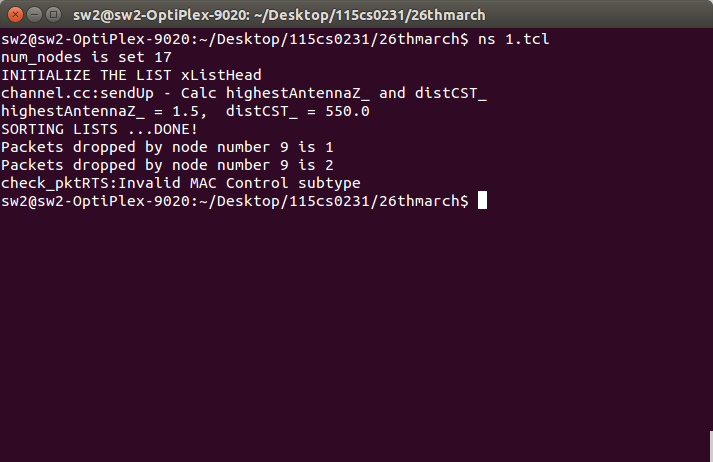 sw2@sw2-OptiPlex-9020: ~/Desktop/115cs0231/26thmarch
sw2@sw2-OptiPlex-9020:~/Desktop/115cs0231/26thmarch$ ns 1.tcl
num_nodes is set 17
INITIALIZE THE LIST xListHead
channel.cc:sendUp - Calc highestAntennaZ_ and distCST_
highestAntennaZ_ = 1.5,  distCST_ = 550.0
SORTING LISTS ...DONE!
Packets dropped by node number 9 is 1
Packets dropped by node number 9 is 2
check_pktRTS:Invalid MAC Control subtype
sw2@sw2-OptiPlex-9020:~/Desktop/115cs0231/26thmarch$